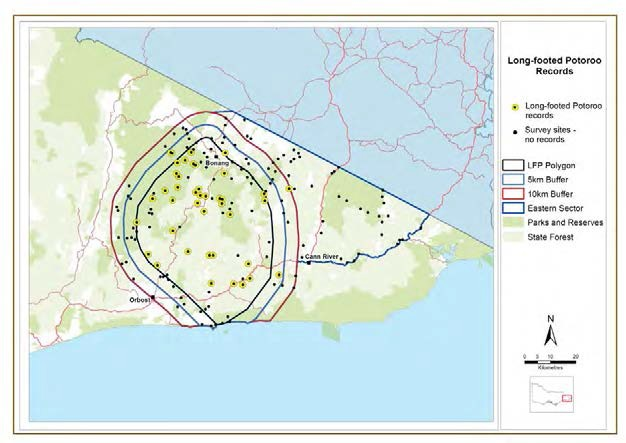 Long-footed Potoroo
Records
Long-footed Potoroo
records
Survey sites -
no records
LFP Polygon
5km Buffer
10km Buffer
Eastern Sector
Parks and Reserves
State Forest
Bonang
Cann River
Orbost
N
0 5 10 20
Kilometres